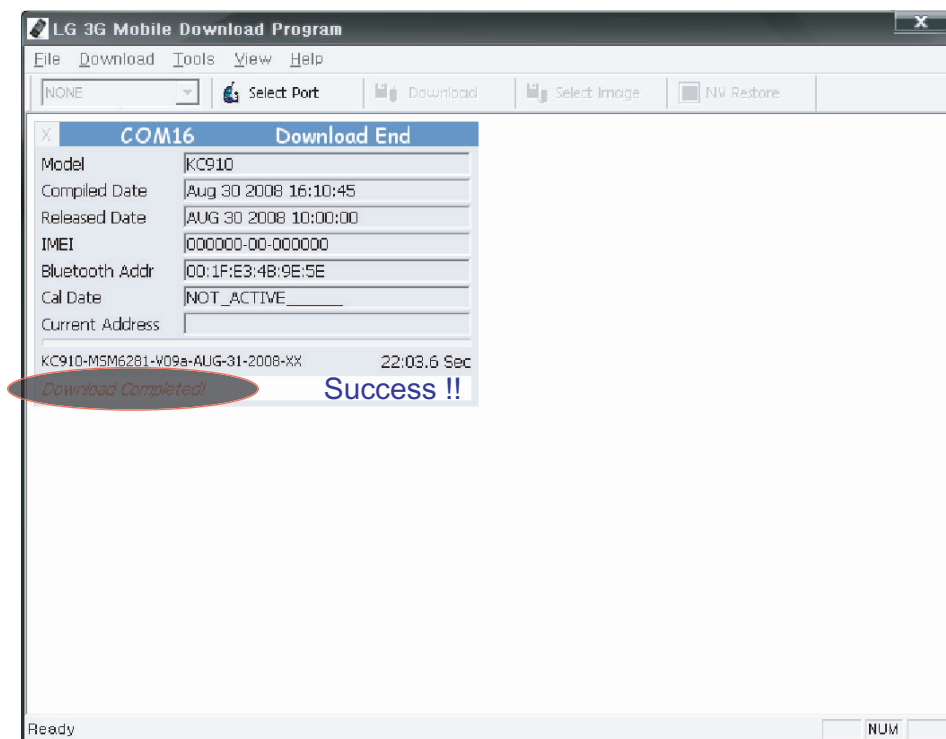 LG 3G Mobile Download Program
X
File Download Tools View Help
NONE Select Port Download Select Image NV Restore
X COM16 Download End
Model KC910
Compiled Date Aug 30 2008 16:10:45
Released Date AUG 30 2008 10:00:00
IMEI 000000-00-000000
Bluetooth Addr 00:1F:E3:4B:9E:5E
Cal Date NOT_ACTIVE______
Current Address
KC910-MSM6281-V09a-AUG-31-2008-XX 22:03.6 Sec
Download Completed! Success !!
Ready NUM